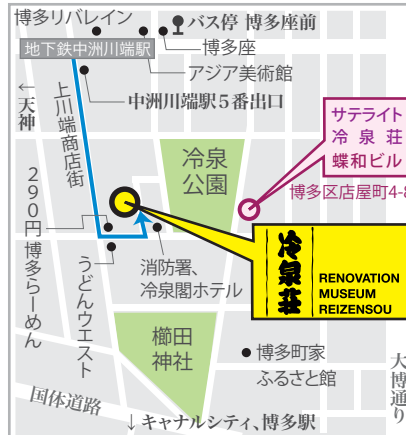 博多リバレイン
バス停 博多座前
地下鉄中洲川端駅
博多座
アジア美術館
中洲川端駅5番出口
←天神
上川端商店街
サテライト
冷泉荘
蝶和ビル
冷泉
公園
博多区店屋町4-8
290円 博多らーめん
うどんウエスト
消防署、
冷泉閣ホテル
冷泉荘
RENOVATION
MUSEUM
REIZENSOU
櫛田
神社
博多町家
ふるさと館
大博通り
国体道路
↓キャナルシティ、博多駅